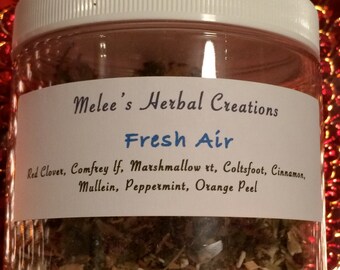 Melee's Herbal Creations
Fresh Air
Red Clover, Comfrey lf, Marshmallow rt, Coltsfoot, Cinnamon,
Mullein, Peppermint, Orange Peel